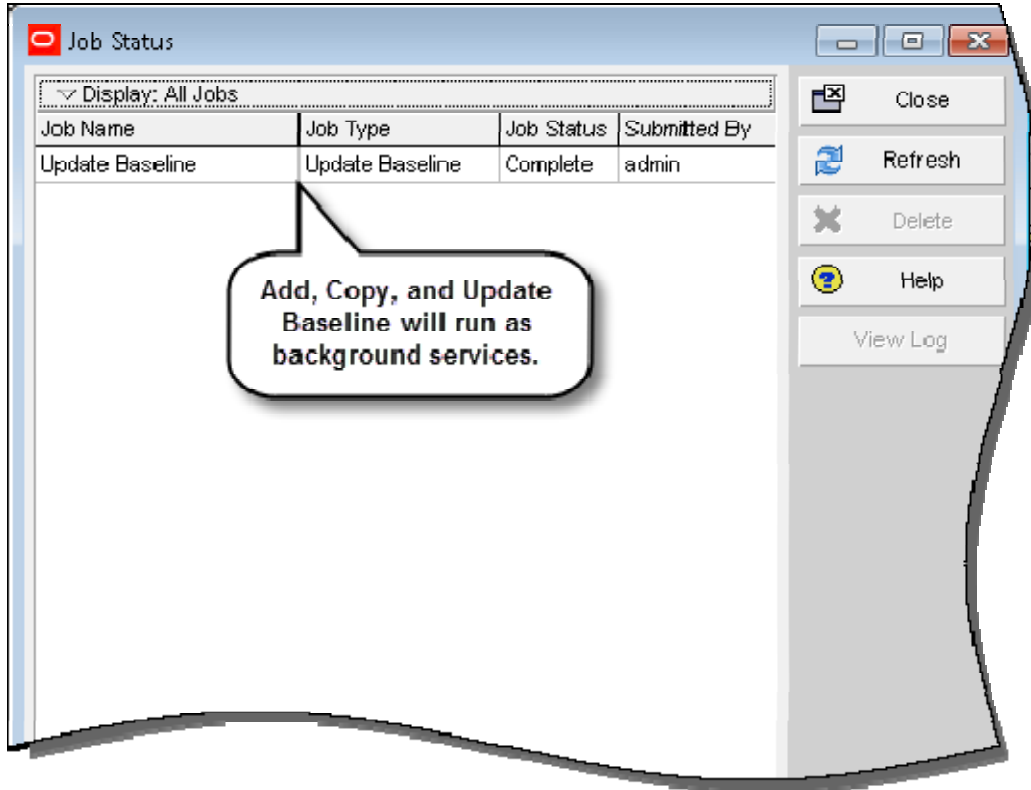 Job Status
Display: All Jobs
Job Name Job Type Job Status Submitted By
Update Baseline Update Baseline Complete admin
Add, Copy, and Update
Baseline will run as
background services.
Close
Refresh
Delete
Help
View Log